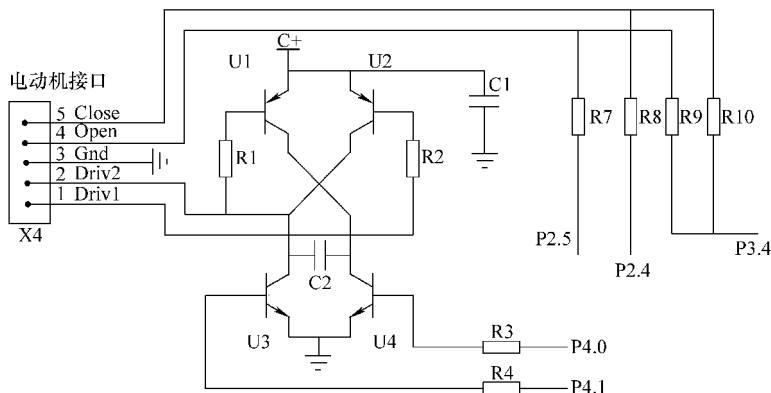 C+
U1
U2
电动机接口
C1
5 Close
4 Open
3 Gnd
2 Driv2
1 Driv1
X4
R1
R2
R7
R8
R9
R10
C2
P2.5
P2.4
P3.4
U3
U4
R3
P4.0
R4
P4.1